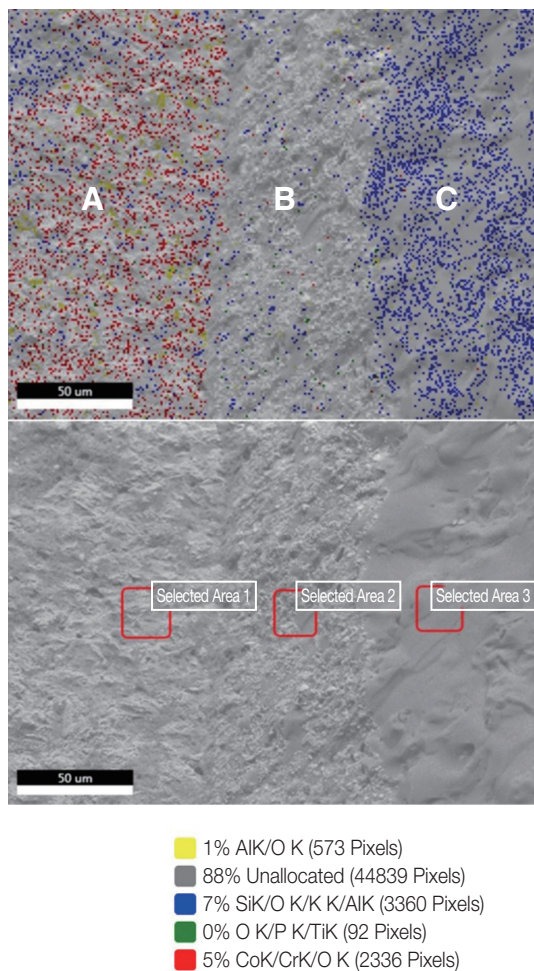 A B C
50 um
Selected Area 1 Selected Area 2 Selected Area 3
50 um
1% AlK/O K (573 Pixels)
88% Unallocated (44839 Pixels)
7% SiK/O K/K K/AlK (3360 Pixels)
0% O K/P K/TiK (92 Pixels)
5% CoK/CrK/O K (2336 Pixels)